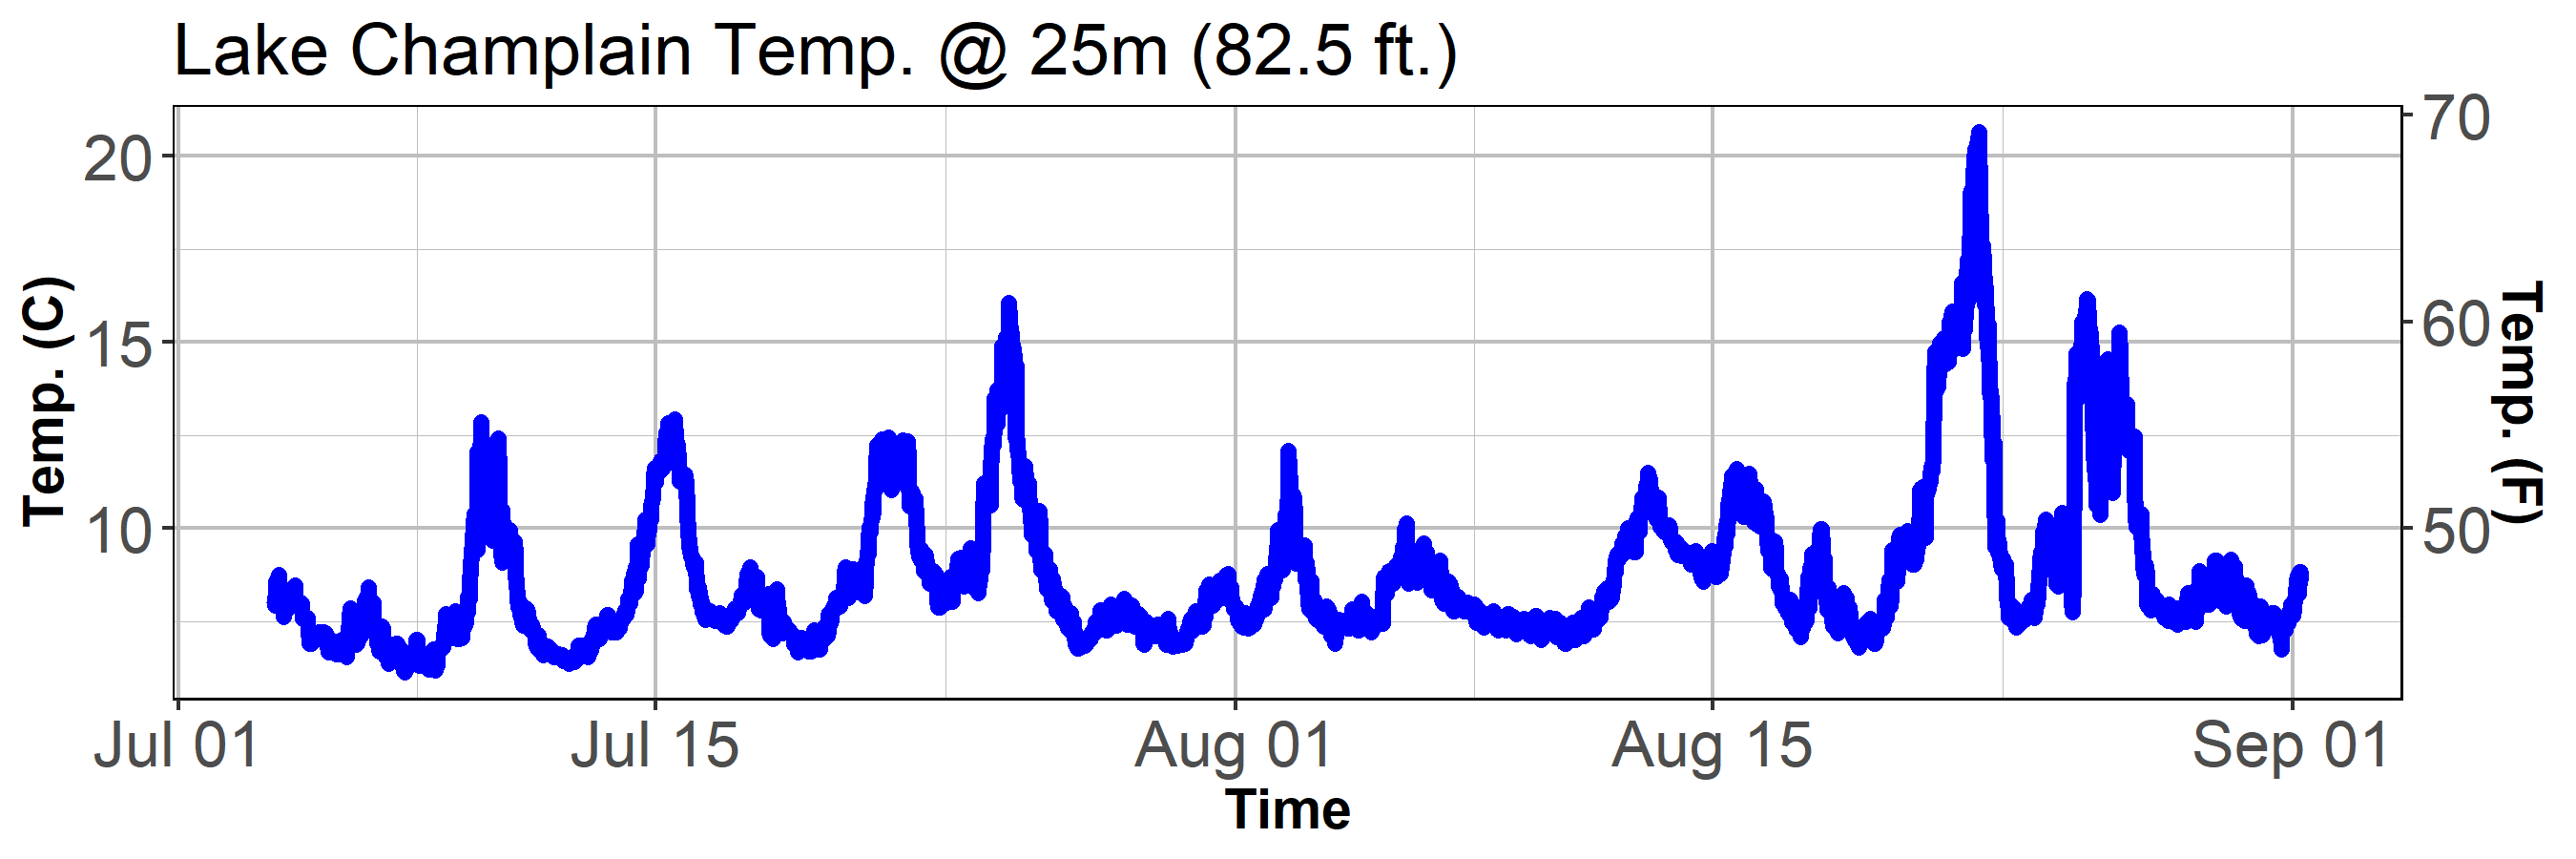 Lake Champlain Temp. @ 25m (82.5 ft.)
Temp. (C)
20
15
10
70
60
50
Temp. (F)
Jul 01 Jul 15 Aug 01 Aug 15 Sep 01
Time